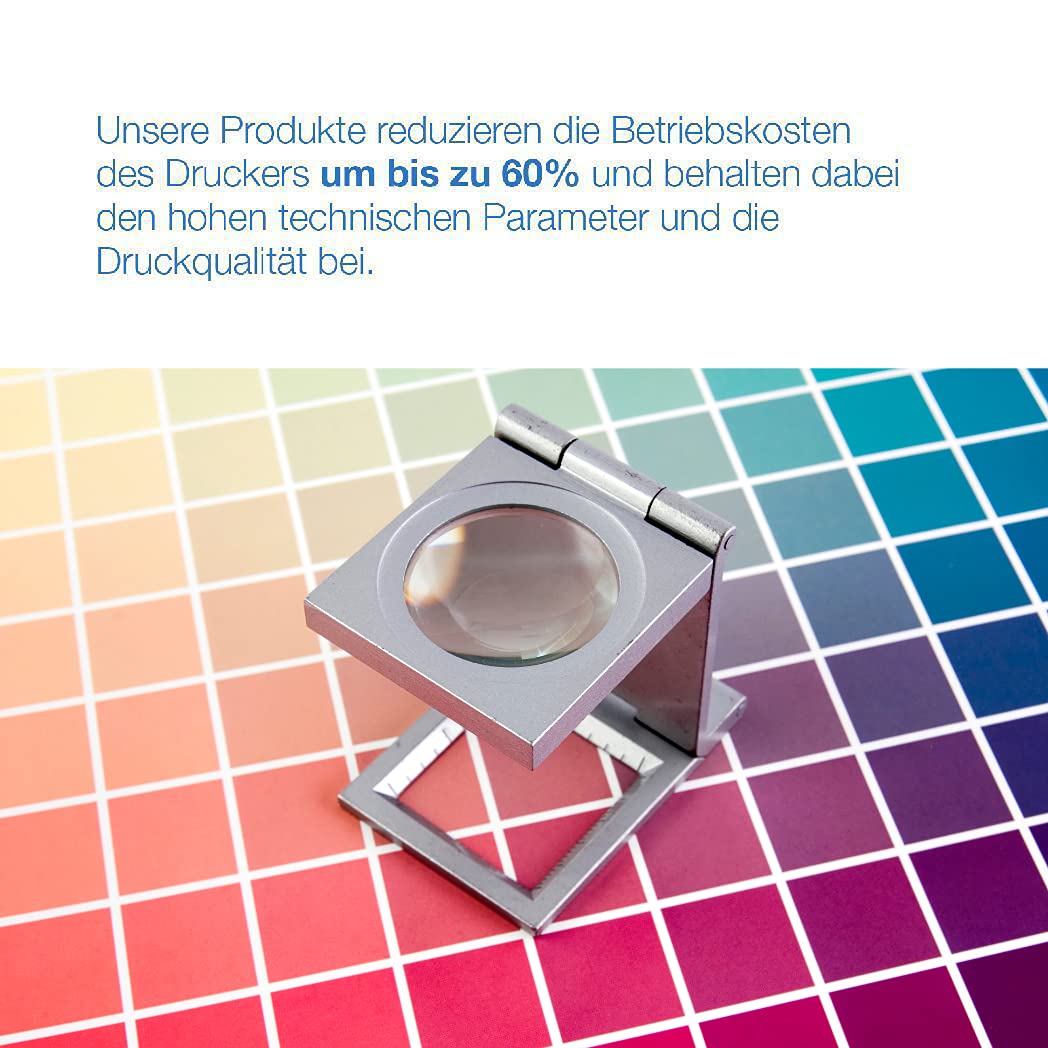 Unsere Produkte reduzieren die Betriebskosten
des Druckers um bis zu 60% und behalten dabei
den hohen technischen Parameter und die
Druckqualität bei.